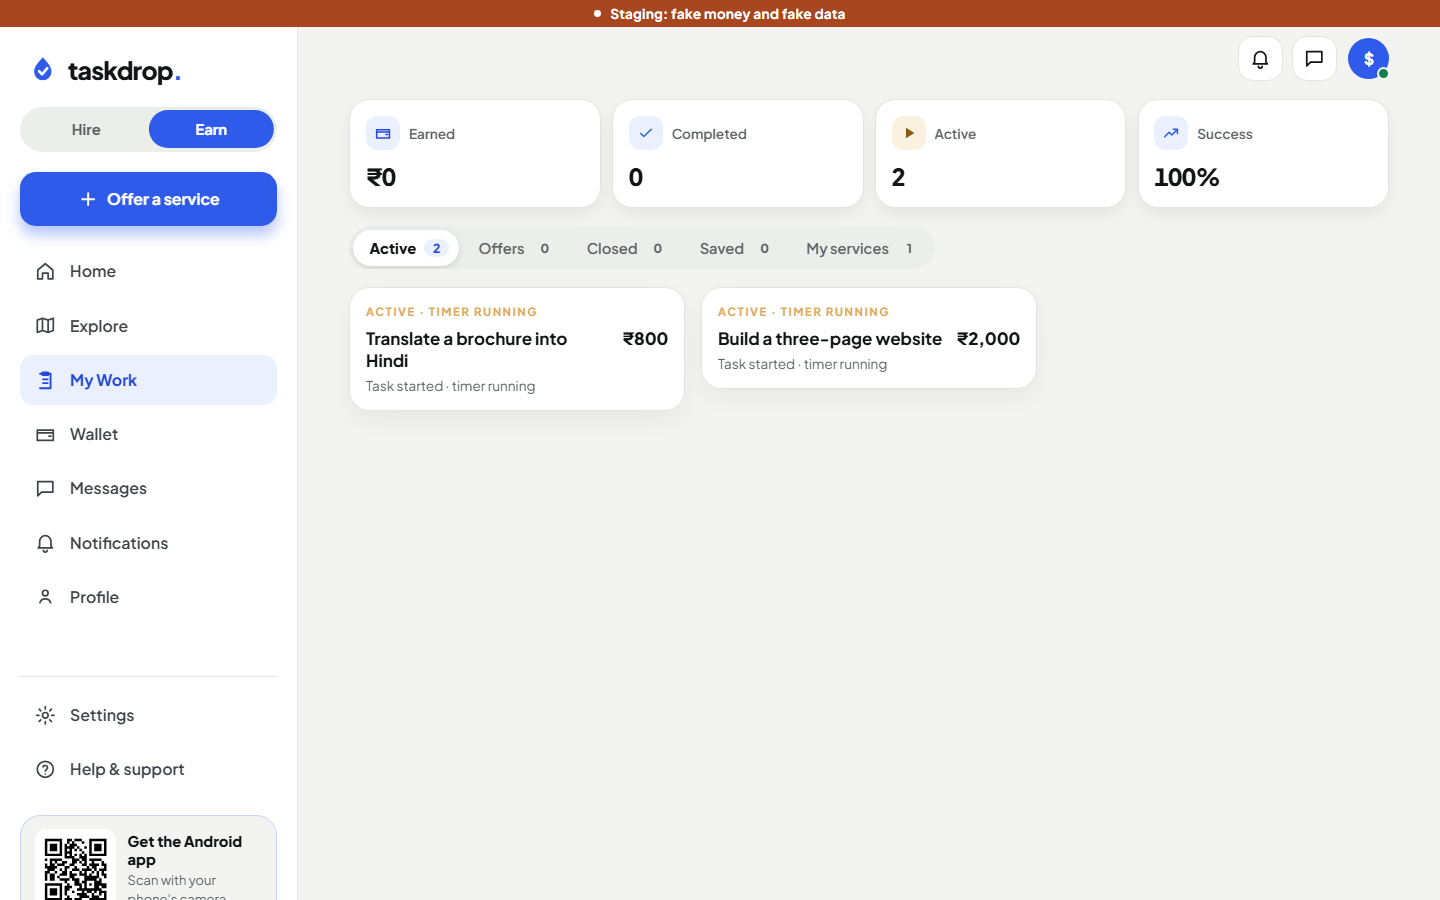 Staging: fake money and fake data
taskdrop.
Hire
Earn
Offer a service
Home
Explore
My Work
Wallet
Messages
Notifications
Profile
Settings
Help & support
Get the Android
app
Scan with your
phone's camera
$
Earned
₹0
Completed
0
Active
2
Success
100%
Active 2
Offers 0
Closed 0
Saved 0
My services 1
ACTIVE · TIMER RUNNING
Translate a brochure into
Hindi
₹800
Task started · timer running
ACTIVE · TIMER RUNNING
Build a three-page website
₹2,000
Task started · timer running